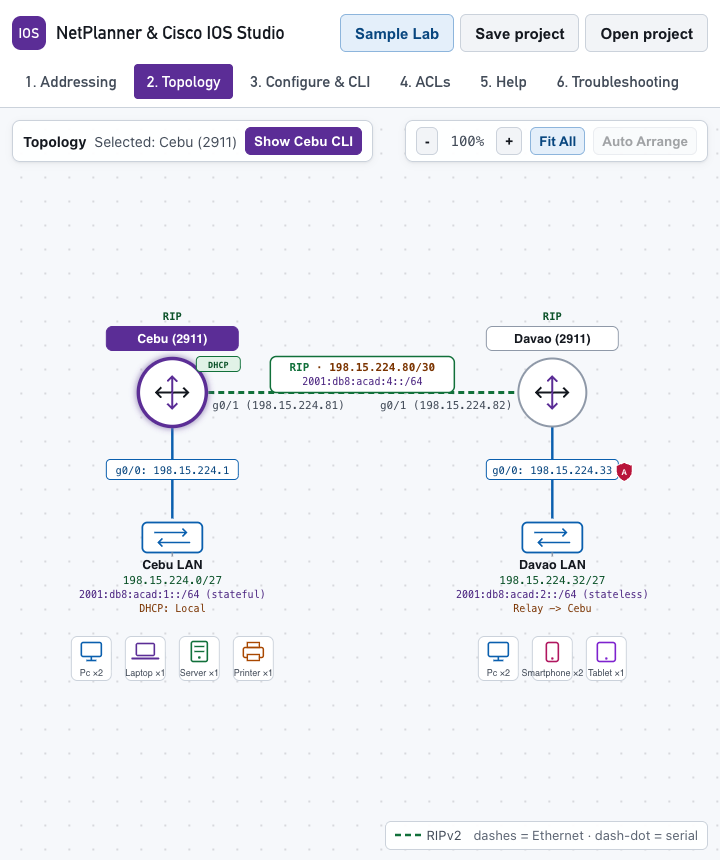 IOS NetPlanner & Cisco IOS Studio
Sample Lab Save project Open project
1. Addressing 2. Topology 3. Configure & CLI 4. ACLs 5. Help 6. Troubleshooting
Topology Selected: Cebu (2911) Show Cebu CLI
- 100% + Fit All Auto Arrange
RIP
Cebu (2911)
DHCP
RIP · 198.15.224.80/30
2001:db8:acad:4::/64
g0/1 (198.15.224.81) g0/1 (198.15.224.82)
RIP
Davao (2911)
g0/0: 198.15.224.1
g0/0: 198.15.224.33
A
Cebu LAN
198.15.224.0/27
2001:db8:acad:1::/64 (stateful)
DHCP: Local
Pc ×2 Laptop ×1 Server ×1 Printer ×1
Davao LAN
198.15.224.32/27
2001:db8:acad:2::/64 (stateless)
Relay -> Cebu
Pc ×2 Smartphone ×2 Tablet ×1
RIPv2 dashes = Ethernet · dash-dot = serial